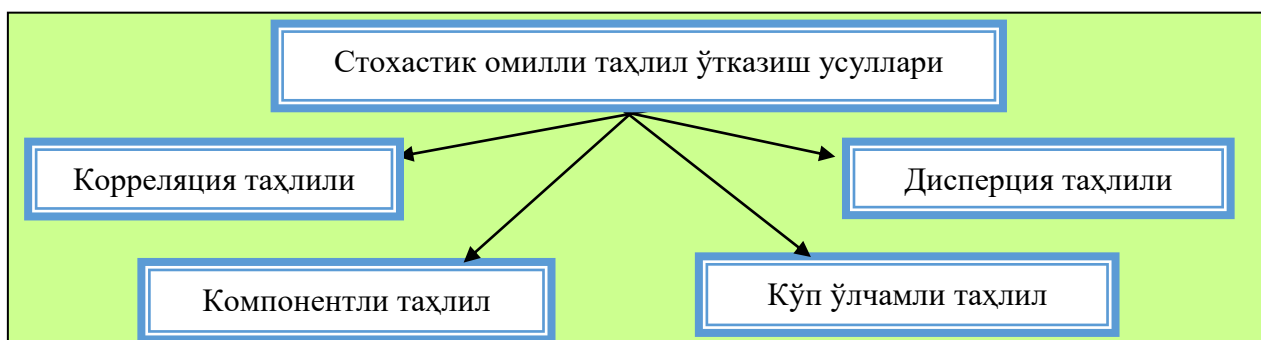 Стохастик омилли таҳлил ўтказиш усуллари
Корреляция таҳлили
Дисперция таҳлили
Компонентли таҳлил
Кўп ўлчамли таҳлил